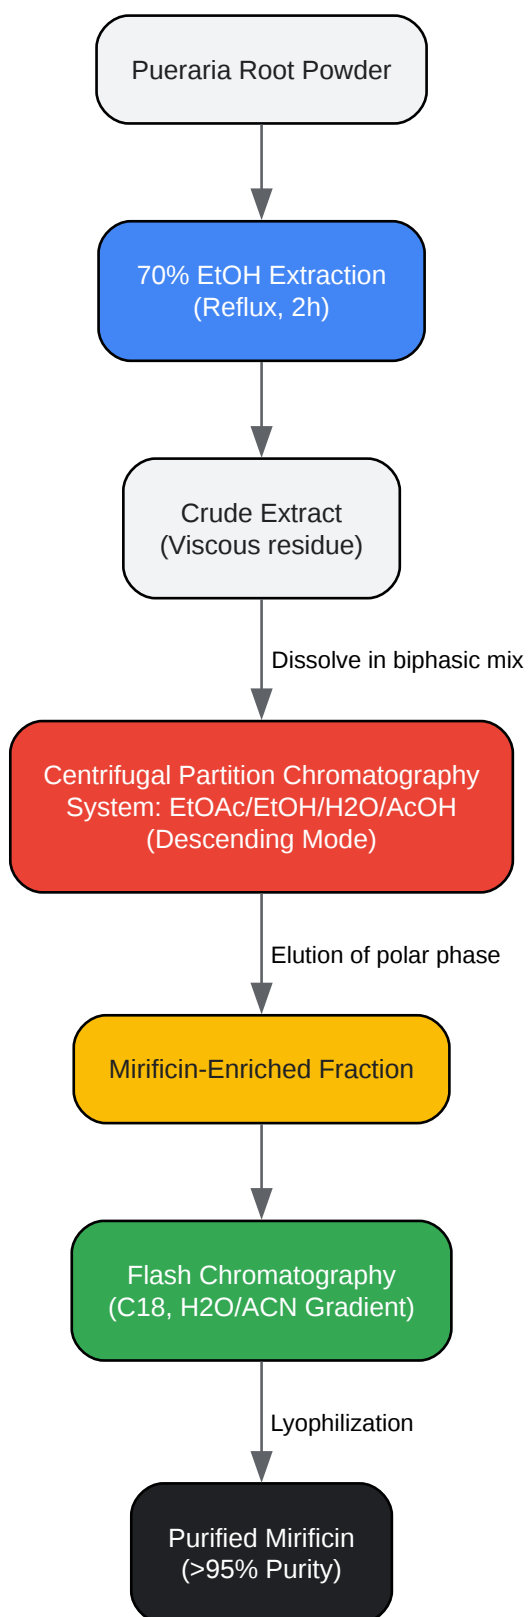 Pueraria Root Powder
70% EtOH Extraction
(Reflux, 2h)
Crude Extract
(Viscous residue)
Dissolve in biphasic mix
Centrifugal Partition Chromatography
System: EtOAc/EtOH/H2O/AcOH
(Descending Mode)
Elution of polar phase
Mirificin-Enriched Fraction
Flash Chromatography
(C18, H2O/ACN Gradient)
Lyophilization
Purified Mirificin
(>95% Purity)